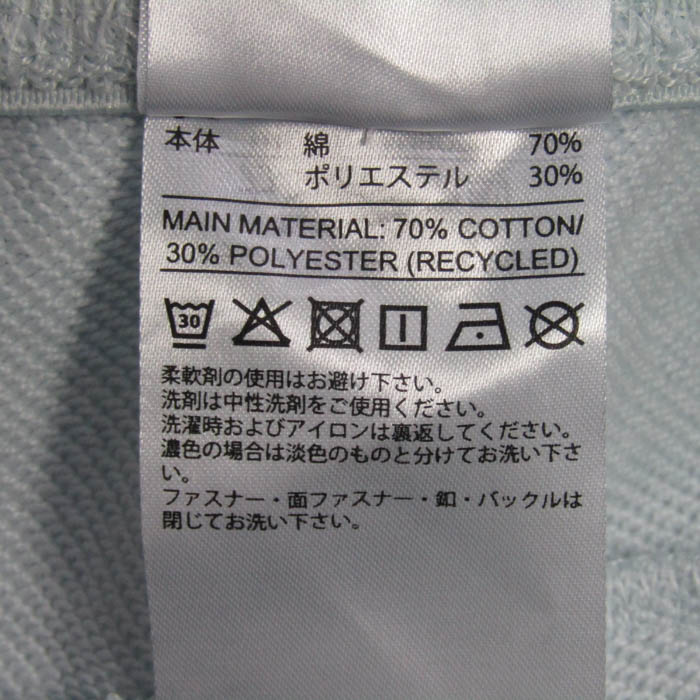 本体 綿 70%
ポリエステル 30%
MAIN MATERIAL: 70% COTTON/
30% POLYESTER (RECYCLED)
30
柔軟剤の使用はお避け下さい。
洗剤は中性洗剤をご使用ください。
洗濯時およびアイロンは裏返してください。
濃色の場合は淡色のものと分けてお洗い下さ
い。
ファスナー・面ファスナー・釦・バックルは
閉じてお洗い下さい。